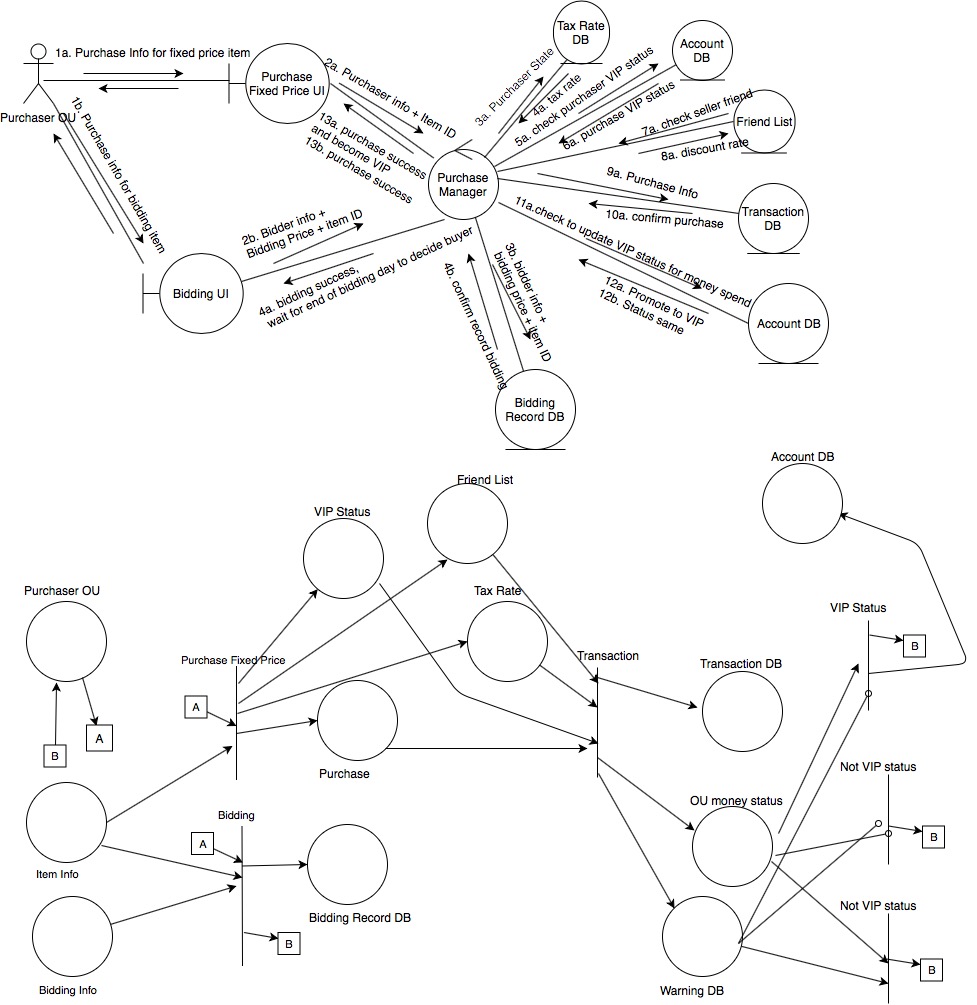 Tax Rate
DB
Account
DB
1a. Purchase Info for fixed price item
Purchase
Fixed Price UI
2a. Purchaser info + Item ID
3a. Purchaser State
4a. tax rate
5a. check purchaser VIP status
6a. purchase VIP status
7a. check seller friend
8a. discount rate
Friend List
Purchaser OU
1b. Purchase info for bidding item
13a. purchase success
and become VIP
13b. purchase success
Purchase
Manager
9a. Purchase Info
10a. confirm purchase
Transaction
DB
11a.check to update VIP status for money spend
12a. Promote to VIP
12b. Status same
Account DB
2b. Bidder info +
Bidding Price + item ID
Bidding UI
4a. bidding success,
wait for end of bidding day to decide buyer
3b. bidder info +
bidding price + item ID
4b. confirm record bidding
Bidding
Record DB
Account DB
Friend List
VIP Status
Purchaser OU
Tax Rate
VIP Status
B
Purchase Fixed Price
Transaction
Transaction DB
A
A
B
Purchase
Not VIP status
OU money status
Bidding
B
A
Item Info
Bidding Record DB
Not VIP status
B
B
Bidding Info
Warning DB